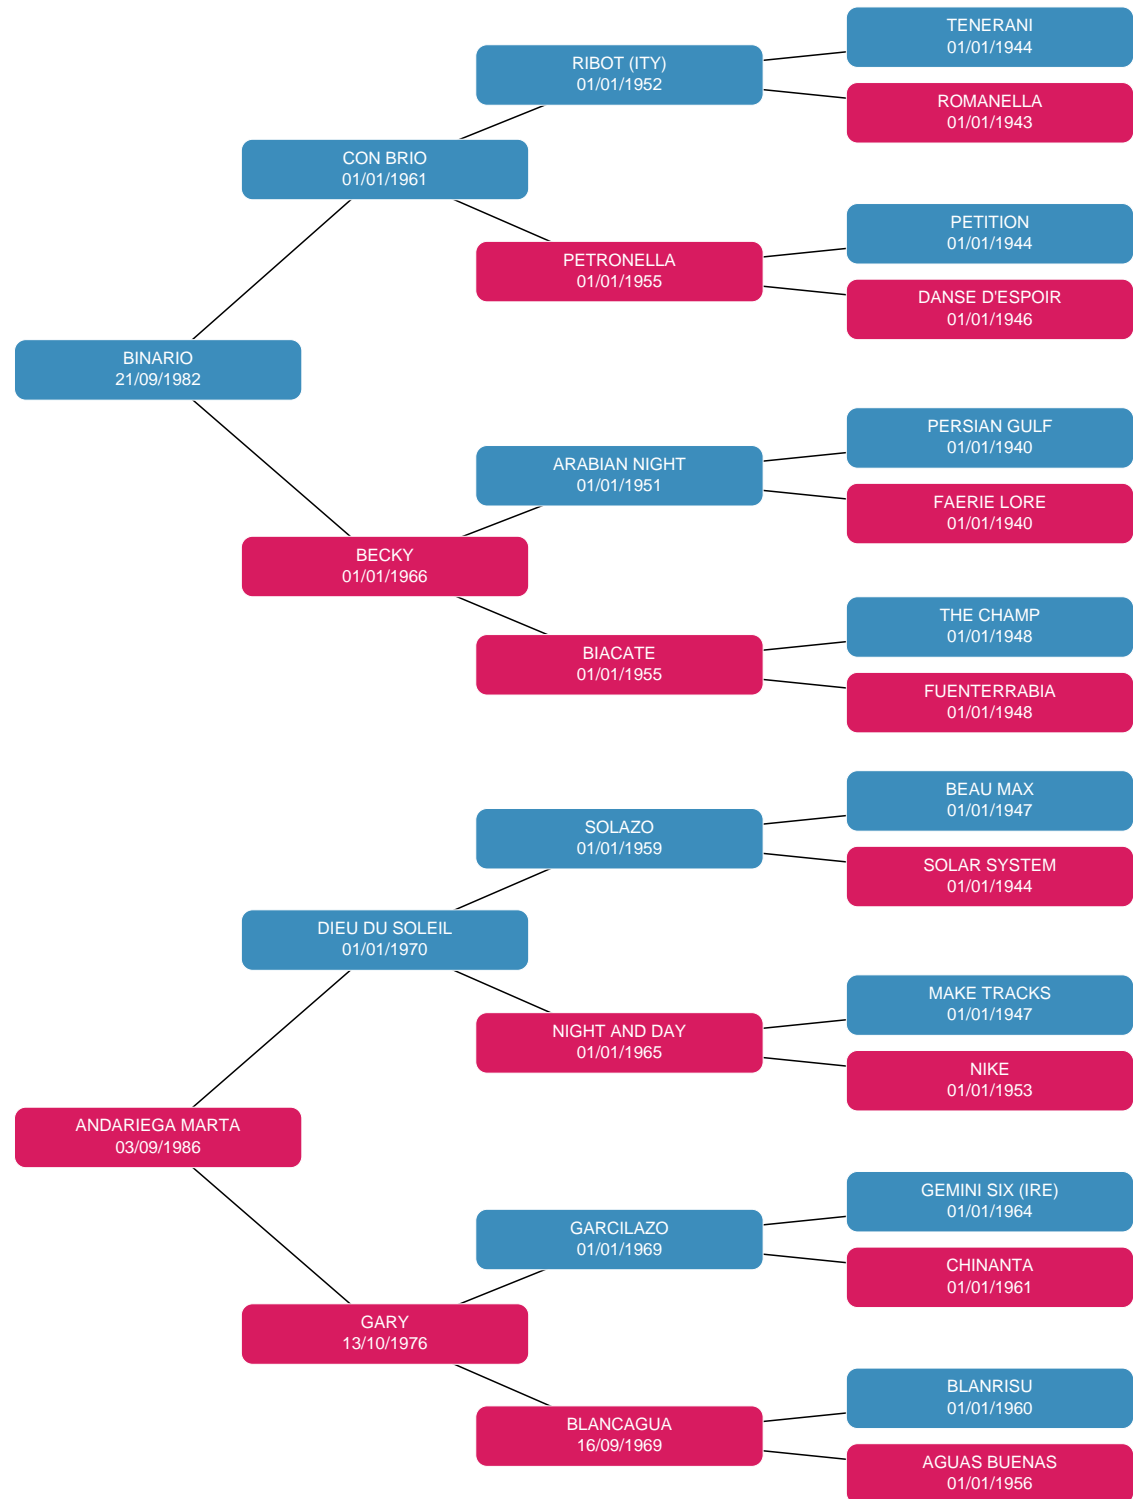 TENERANI
01/01/1944
RIBOT (ITY)
01/01/1952
ROMANELLA
01/01/1943
CON BRIO
01/01/1961
PETITION
01/01/1944
PETRONELLA
01/01/1955
DANSE D'ESPOIR
01/01/1946
BINARIO
21/09/1982
PERSIAN GULF
01/01/1940
ARABIAN NIGHT
01/01/1951
FAERIE LORE
01/01/1940
BECKY
01/01/1966
THE CHAMP
01/01/1948
BIACATE
01/01/1955
FUENTERRABIA
01/01/1948
BEAU MAX
01/01/1947
SOLAZO
01/01/1959
SOLAR SYSTEM
01/01/1944
DIEU DU SOLEIL
01/01/1970
MAKE TRACKS
01/01/1947
NIGHT AND DAY
01/01/1965
NIKE
01/01/1953
ANDARIEGA MARTA
03/09/1986
GEMINI SIX (IRE)
01/01/1964
GARCILAZO
01/01/1969
CHINANTA
01/01/1961
GARY
13/10/1976
BLANRISU
01/01/1960
BLANCAGUA
16/09/1969
AGUAS BUENAS
01/01/1956